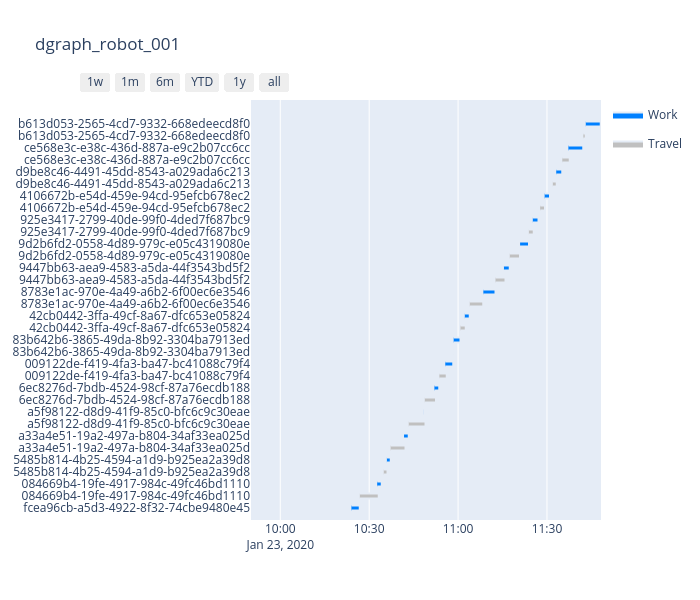 dgraph_robot_001
1w 1m 6m YTD 1y all
b613d053-2565-4cd7-9332-668edeecd8f0
b613d053-2565-4cd7-9332-668edeecd8f0
ce568e3c-e38c-436d-887a-e9c2b07cc6cc
ce568e3c-e38c-436d-887a-e9c2b07cc6cc
d9be8c46-4491-45dd-8543-a029ada6c213
d9be8c46-4491-45dd-8543-a029ada6c213
4106672b-e54d-459e-94cd-95efcb678ec2
4106672b-e54d-459e-94cd-95efcb678ec2
925e3417-2799-40de-99f0-4ded7f687bc9
925e3417-2799-40de-99f0-4ded7f687bc9
9d2b6fd2-0558-4d89-979c-e05c4319080e
9d2b6fd2-0558-4d89-979c-e05c4319080e
9447bb63-aea9-4583-a5da-44f3543bd5f2
9447bb63-aea9-4583-a5da-44f3543bd5f2
8783e1ac-970e-4a49-a6b2-6f00ec6e3546
8783e1ac-970e-4a49-a6b2-6f00ec6e3546
42cb0442-3ffa-49cf-8a67-dfc653e05824
42cb0442-3ffa-49cf-8a67-dfc653e05824
83b642b6-3865-49da-8b92-3304ba7913ed
83b642b6-3865-49da-8b92-3304ba7913ed
009122de-f419-4fa3-ba47-bc41088c79f4
009122de-f419-4fa3-ba47-bc41088c79f4
6ec8276d-7bdb-4524-98cf-87a76ecdb188
6ec8276d-7bdb-4524-98cf-87a76ecdb188
a5f98122-d8d9-41f9-85c0-bfc6c9c30eae
a5f98122-d8d9-41f9-85c0-bfc6c9c30eae
a33a4e51-19a2-497a-b804-34af33ea025d
a33a4e51-19a2-497a-b804-34af33ea025d
5485b814-4b25-4594-a1d9-b925ea2a39d8
5485b814-4b25-4594-a1d9-b925ea2a39d8
084669b4-19fe-4917-984c-49fc46bd1110
084669b4-19fe-4917-984c-49fc46bd1110
fcea96cb-a5d3-4922-8f32-74cbe9480e45
10:00 10:30 11:00 11:30
Jan 23, 2020
Work
Travel